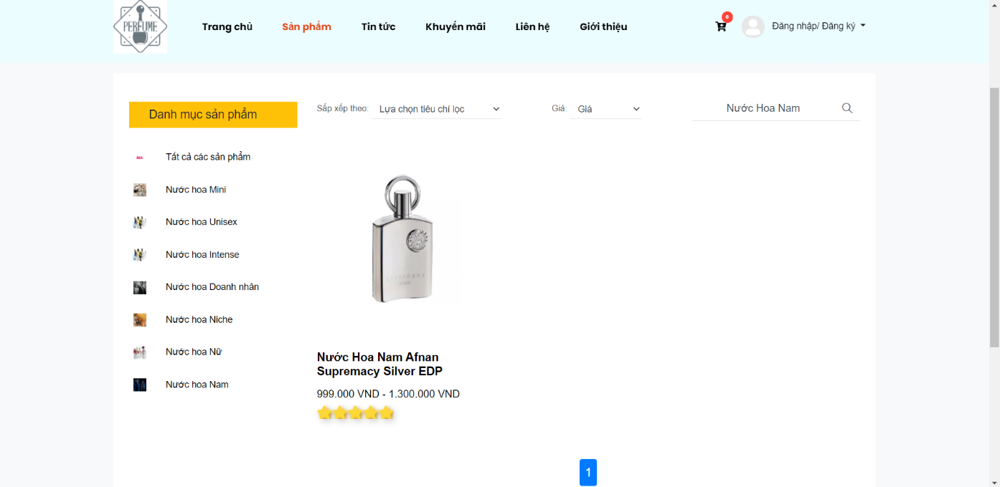 PERFUME
Trang chủ
Sản phẩm
Tin tức
Khuyến mãi
Liên hệ
Giới thiệu
0
Đăng nhập/ Đăng ký
Danh mục sản phẩm
Sắp xếp theo:
Lựa chọn tiêu chí lọc
Giá:
Giá
Nước Hoa Nam
Tất cả các sản phẩm
Nước hoa Mini
Nước hoa Unisex
Nước hoa Intense
Nước hoa Doanh nhân
Nước hoa Niche
Nước hoa Nữ
Nước hoa Nam
Nước Hoa Nam Afnan
Supremacy Silver EDP
999.000 VND - 1.300.000 VND
1